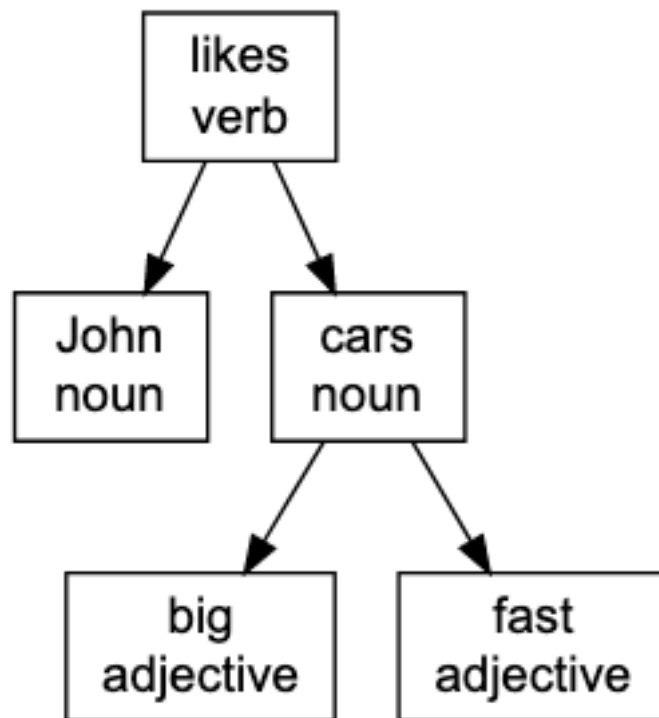 likes
verb
John
noun
cars
noun
big
adjective
fast
adjective